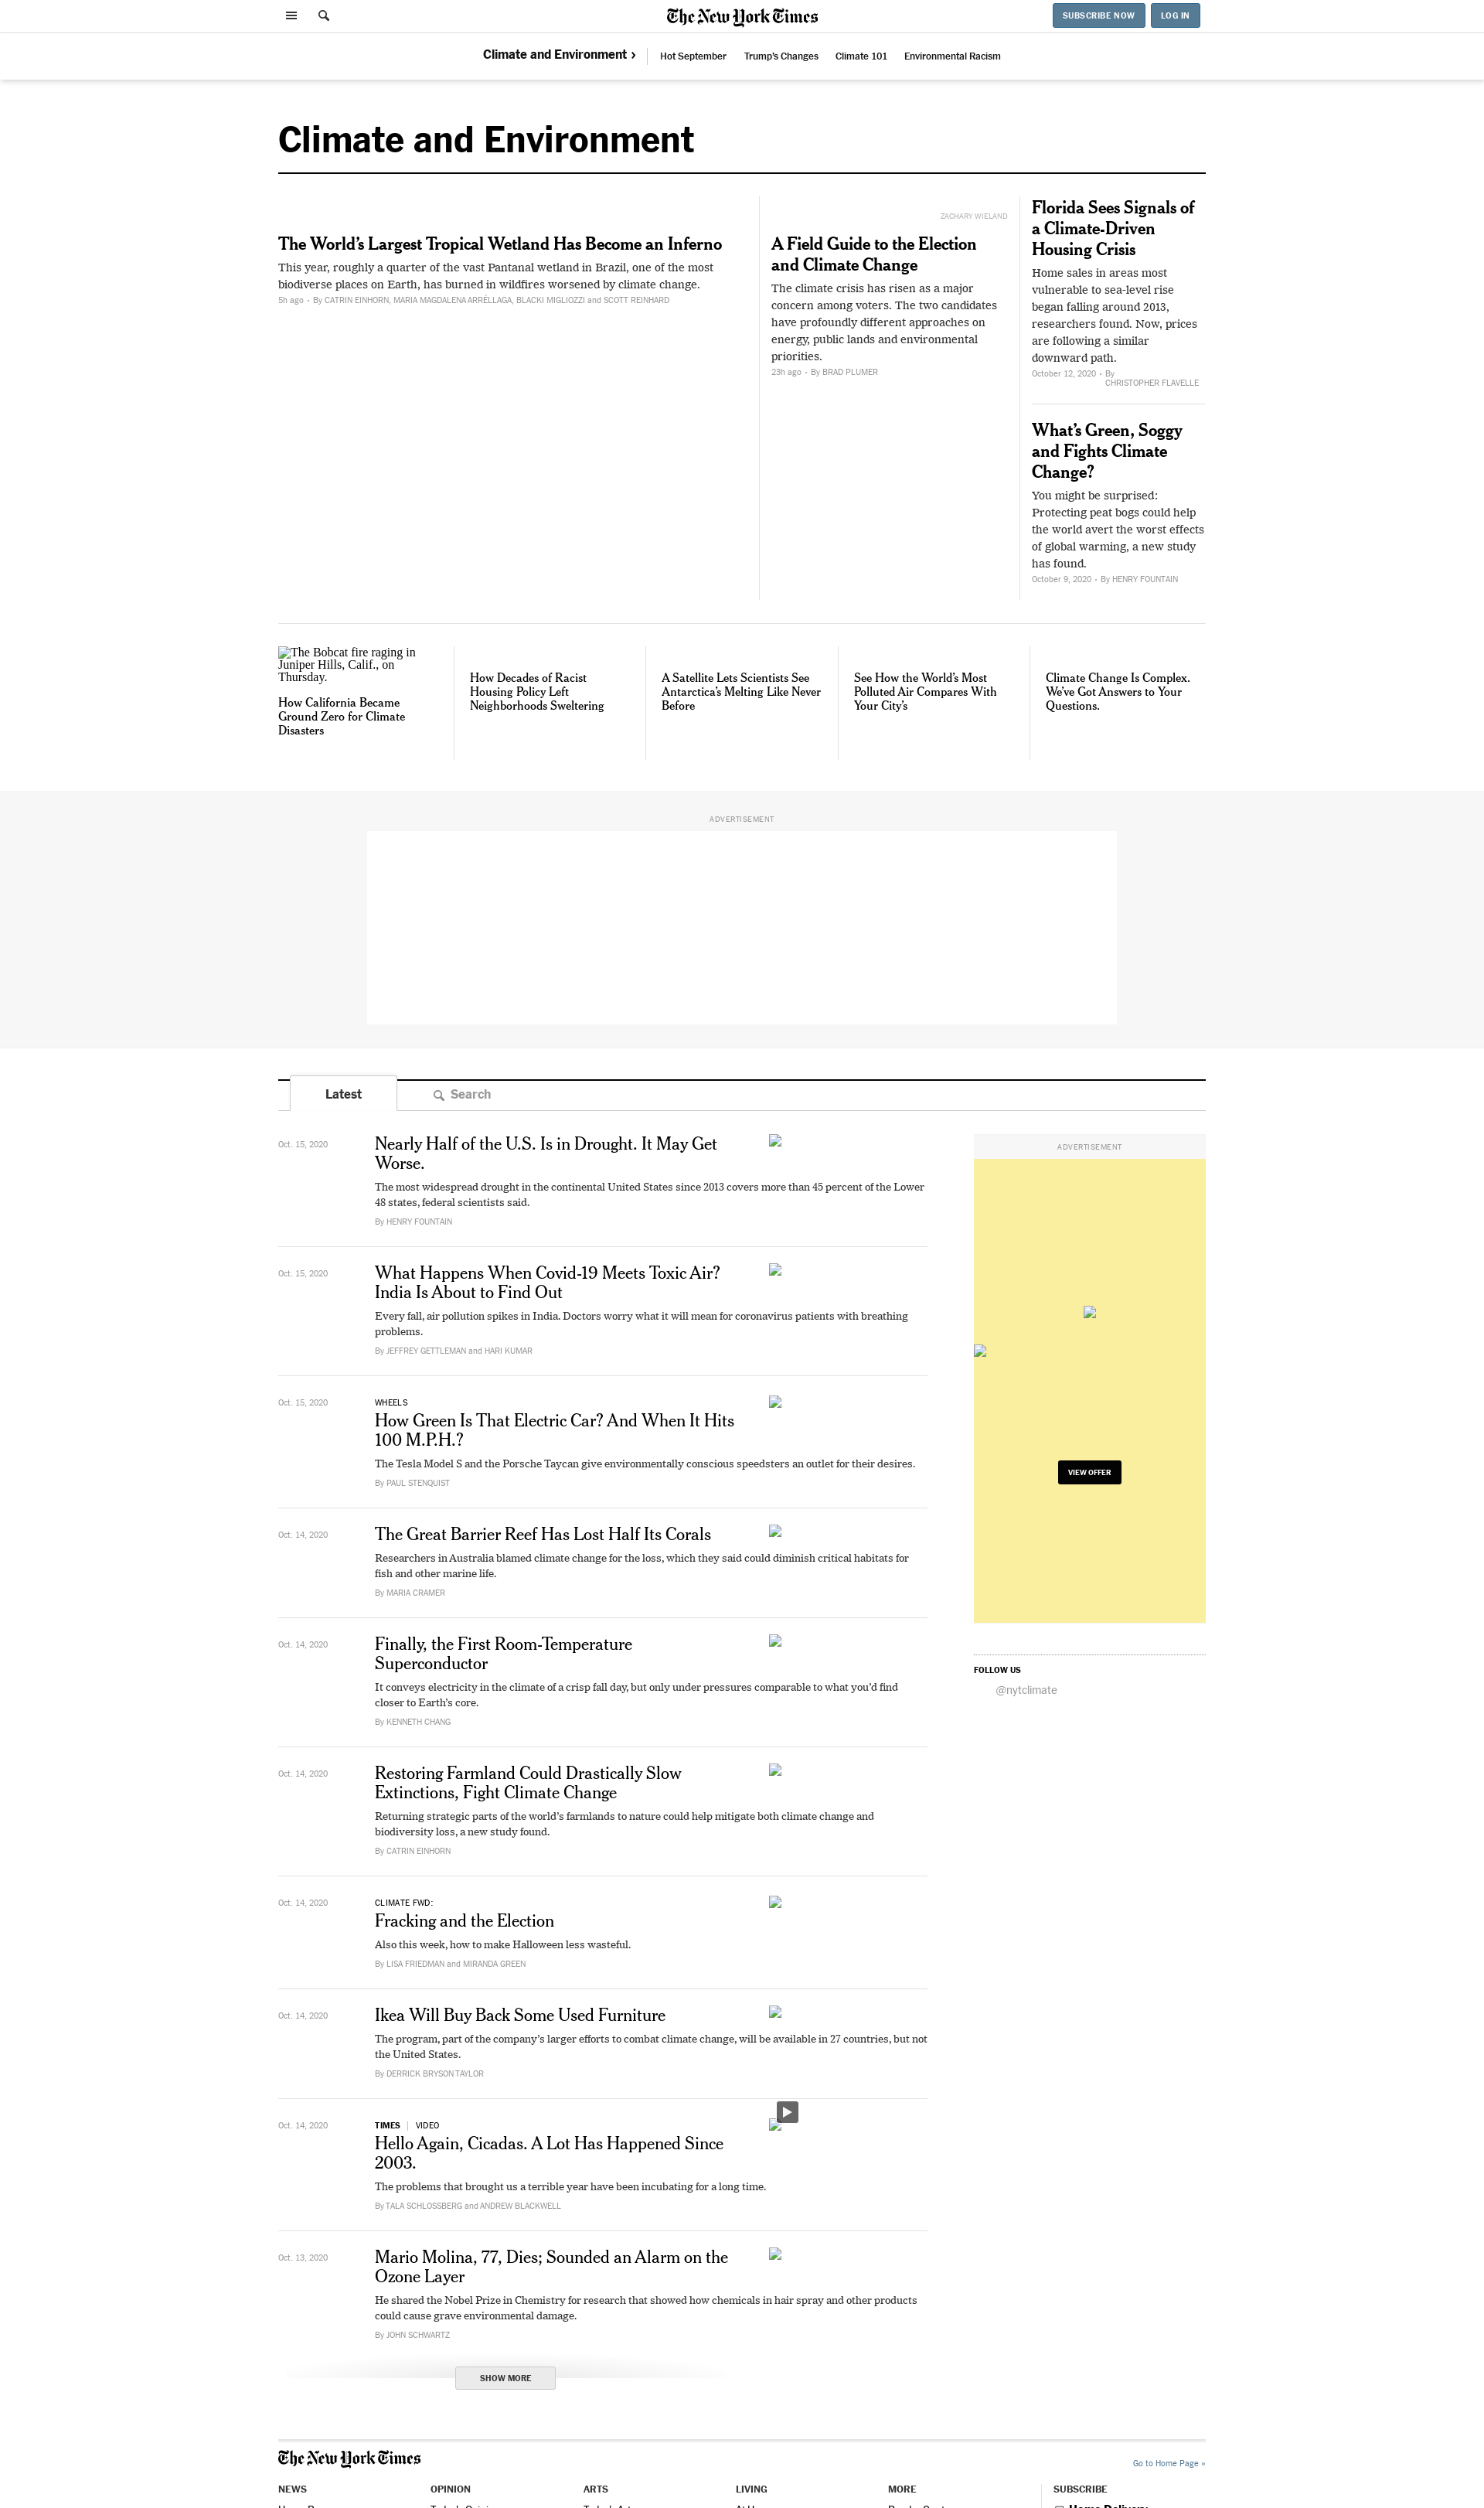 The New York Times
SUBSCRIBE NOW
LOG IN
Climate and Environment ›
Hot September
Trump's Changes
Climate 101
Environmental Racism
Climate and Environment
The World's Largest Tropical Wetland Has Become an Inferno
This year, roughly a quarter of the vast Pantanal wetland in Brazil, one of the most
biodiverse places on Earth, has burned in wildfires worsened by climate change.
5h ago • By CATRIN EINHORN, MARIA MAGDALENA ARRÉLLAGA, BLACKI MIGLIOZZI and SCOTT REINHARD
ZACHARY WIELAND
A Field Guide to the Election
and Climate Change
The climate crisis has risen as a major
concern among voters. The two candidates
have profoundly different approaches on
energy, public lands and environmental
priorities.
23h ago • By BRAD PLUMER
Florida Sees Signals of
a Climate-Driven
Housing Crisis
Home sales in areas most
vulnerable to sea-level rise
began falling around 2013,
researchers found. Now, prices
are following a similar
downward path.
October 12, 2020 • By
CHRISTOPHER FLAVELLE
What's Green, Soggy
and Fights Climate
Change?
You might be surprised:
Protecting peat bogs could help
the world avert the worst effects
of global warming, a new study
has found.
October 9, 2020 • By HENRY FOUNTAIN
The Bobcat fire raging in
Juniper Hills, Calif., on
Thursday.
How California Became
Ground Zero for Climate
Disasters
How Decades of Racist
Housing Policy Left
Neighborhoods Sweltering
A Satellite Lets Scientists See
Antarctica's Melting Like Never
Before
See How the World's Most
Polluted Air Compares With
Your City's
Climate Change Is Complex.
We've Got Answers to Your
Questions.
ADVERTISEMENT
Latest
Search
Oct. 15, 2020
Nearly Half of the U.S. Is in Drought. It May Get
Worse.
The most widespread drought in the continental United States since 2013 covers more than 45 percent of the Lower
48 states, federal scientists said.
By HENRY FOUNTAIN
Oct. 15, 2020
What Happens When Covid-19 Meets Toxic Air?
India Is About to Find Out
Every fall, air pollution spikes in India. Doctors worry what it will mean for coronavirus patients with breathing
problems.
By JEFFREY GETTLEMAN and HARI KUMAR
Oct. 15, 2020
WHEELS
How Green Is That Electric Car? And When It Hits
100 M.P.H.?
The Tesla Model S and the Porsche Taycan give environmentally conscious speedsters an outlet for their desires.
By PAUL STENQUIST
Oct. 14, 2020
The Great Barrier Reef Has Lost Half Its Corals
Researchers in Australia blamed climate change for the loss, which they said could diminish critical habitats for
fish and other marine life.
By MARIA CRAMER
Oct. 14, 2020
Finally, the First Room-Temperature
Superconductor
It conveys electricity in the climate of a crisp fall day, but only under pressures comparable to what you'd find
closer to Earth's core.
By KENNETH CHANG
Oct. 14, 2020
Restoring Farmland Could Drastically Slow
Extinctions, Fight Climate Change
Returning strategic parts of the world's farmlands to nature could help mitigate both climate change and
biodiversity loss, a new study found.
By CATRIN EINHORN
Oct. 14, 2020
CLIMATE FWD:
Fracking and the Election
Also this week, how to make Halloween less wasteful.
By LISA FRIEDMAN and MIRANDA GREEN
Oct. 14, 2020
Ikea Will Buy Back Some Used Furniture
The program, part of the company's larger efforts to combat climate change, will be available in 27 countries, but not
the United States.
By DERRICK BRYSON TAYLOR
Oct. 14, 2020
TIMES | VIDEO
Hello Again, Cicadas. A Lot Has Happened Since
2003.
The problems that brought us a terrible year have been incubating for a long time.
By TALA SCHLOSSBERG and ANDREW BLACKWELL
Oct. 13, 2020
Mario Molina, 77, Dies; Sounded an Alarm on the
Ozone Layer
He shared the Nobel Prize in Chemistry for research that showed how chemicals in hair spray and other products
could cause grave environmental damage.
By JOHN SCHWARTZ
SHOW MORE
ADVERTISEMENT
VIEW OFFER
FOLLOW US
@nytclimate
The New York Times
Go to Home Page »
NEWS
OPINION
ARTS
LIVING
MORE
SUBSCRIBE